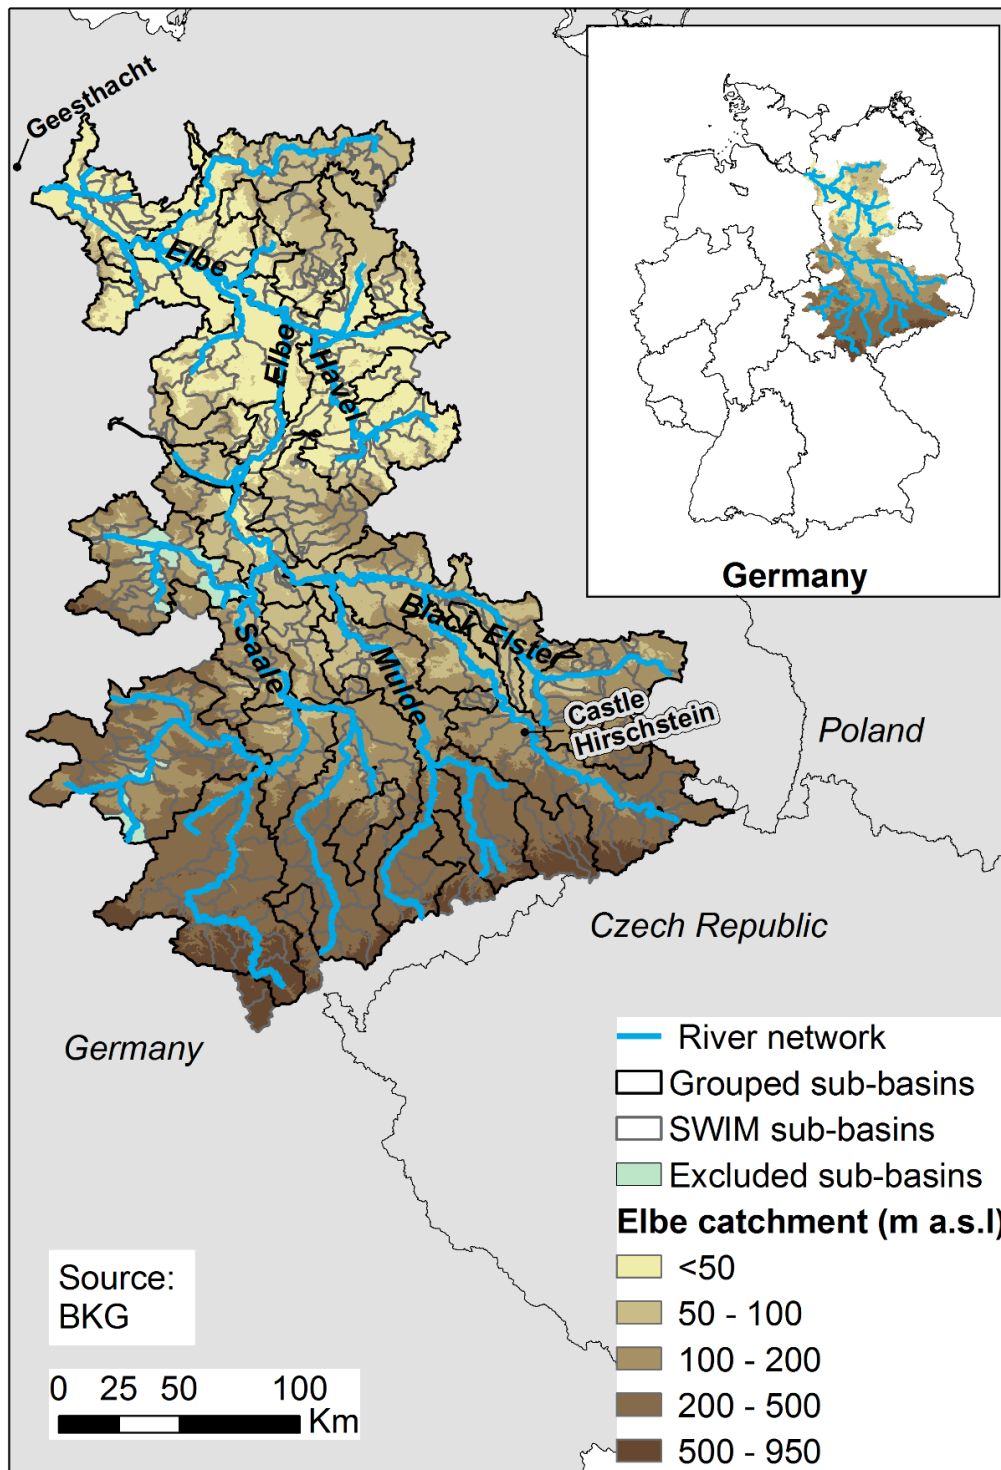 Geesthacht
Germany
Elbe
Elbe
Havel
Saale
Mulde
Black Elster
Castle
Hirschstein
Poland
Czech Republic
Germany
River network
Grouped sub-basins
SWIM sub-basins
Excluded sub-basins
Elbe catchment (m a.s.l)
<50
50 - 100
100 - 200
200 - 500
500 - 950
Source:
BKG
0 25 50 100
Km